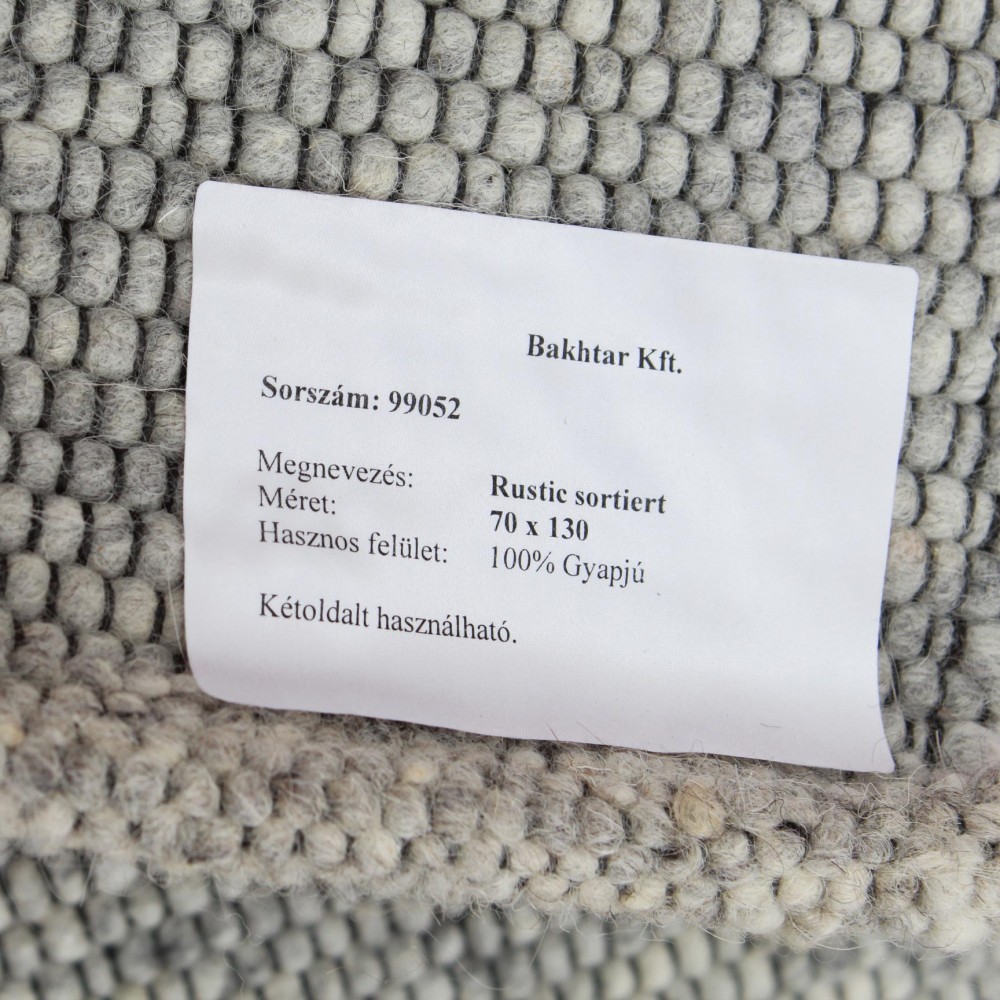 Bakhtar Kft.
Sorszám: 99052
Megnevezés: Rustic sortiert
Méret: 70 x 130
Hasznos felület: 100% Gyapjú
Kétoldalt használható.